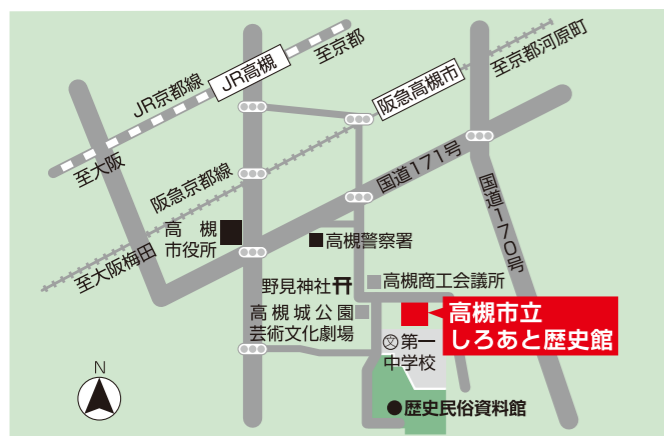 JR京都線
JR高槻
至京都
阪急高槻市
至京都河原町
至大阪
阪急京都線
国道171号
国道170号
至大阪梅田
高槻
市役所
高槻警察署
野見神社
高槻商工会議所
高槻城公園
芸術文化劇場
高槻市立
しろあと歴史館
文第一
中学校
歴史民俗資料館
N